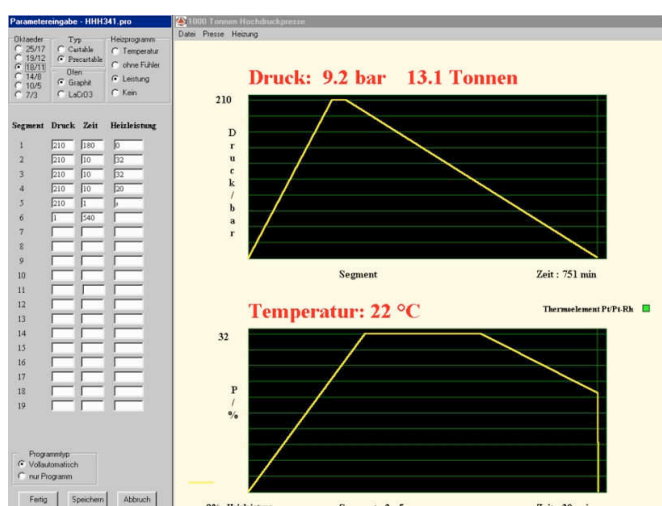 Parametereingabe - HHH341.pro
Oktaeder
25/17
19/12
18/11
14/8
10/5
7/3
Typ
Castable
Precastable
Ofen
Graphit
LaCrO3
Heizprogramm
Temperatur
ohne Fühler
Leistung
Kein
Segment Druck Zeit Heizleistung
1 210 180 0
2 210 10 32
3 210 10 32
4 210 10 20
5 210 1
6 1 540
7
8
9
10
11
12
13
14
15
16
17
18
19
Programmtyp
Vollautomatisch
nur Programm
Fertig Speichern Abbruch
1000 Tonnen Hochdruckpresse
Datei Presse Heizung
Druck: 9.2 bar 13.1 Tonnen
210
Druck/bar
Segment Zeit : 751 min
Temperatur: 22 °C
Thermoelement Pt/Pt-Rh
32
P/%